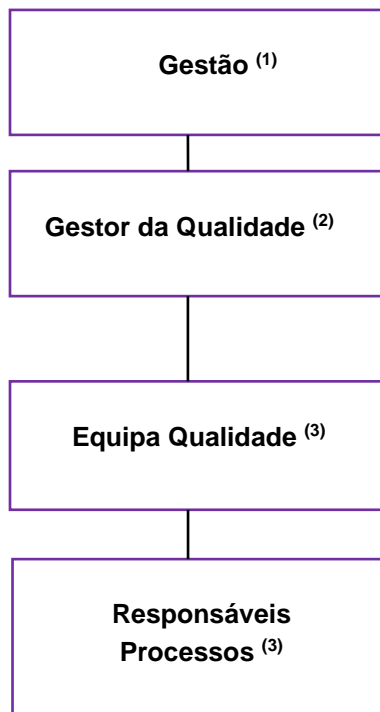 Gestão (1)
Gestor da Qualidade (2)
Equipa Qualidade (3)
Responsáveis
Processos (3)